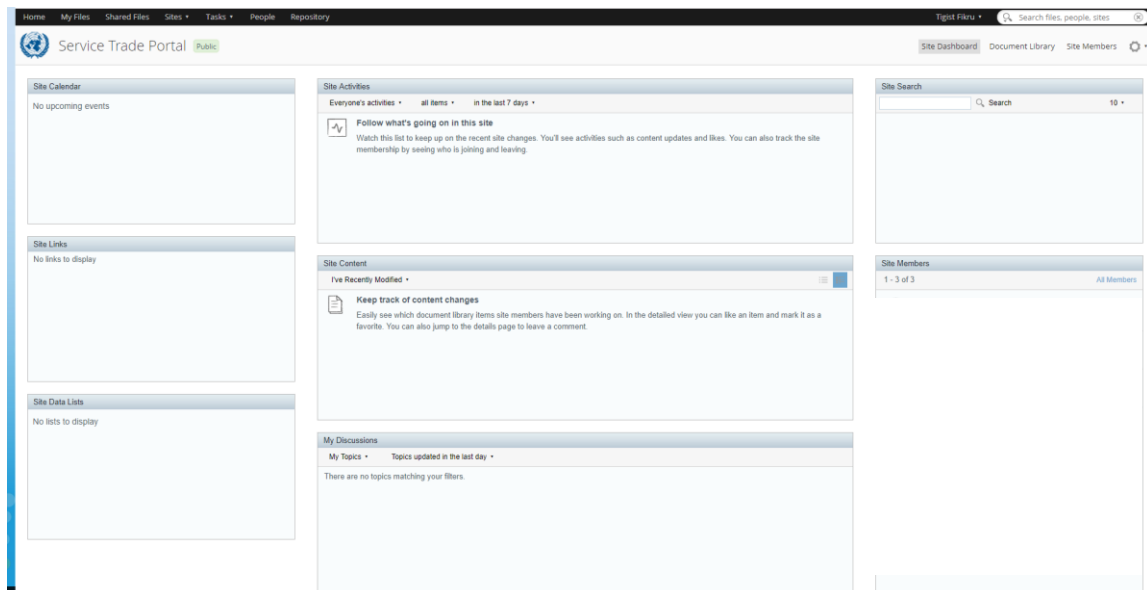 Home My Files Shared Files Sites Tasks People Repository Tigist Fikru Search files, people, sites
Service Trade Portal Public Site Dashboard Document Library Site Members
Site Calendar
No upcoming events
Site Links
No links to display
Site Data Lists
No lists to display
Site Activities
Everyone's activities all items in the last 7 days
Follow what's going on in this site
Watch this list to keep up on the recent site changes. You'll see activities such as content updates and likes. You can also track the site
membership by seeing who is joining and leaving.
Site Content
I've Recently Modified
Keep track of content changes
Easily see which document library items site members have been working on. In the detailed view you can like an item and mark it as a
favorite. You can also jump to the details page to leave a comment.
My Discussions
My Topics Topics updated in the last day
There are no topics matching your filters.
Site Search
Search 10
Site Members
1 - 3 of 3 All Members